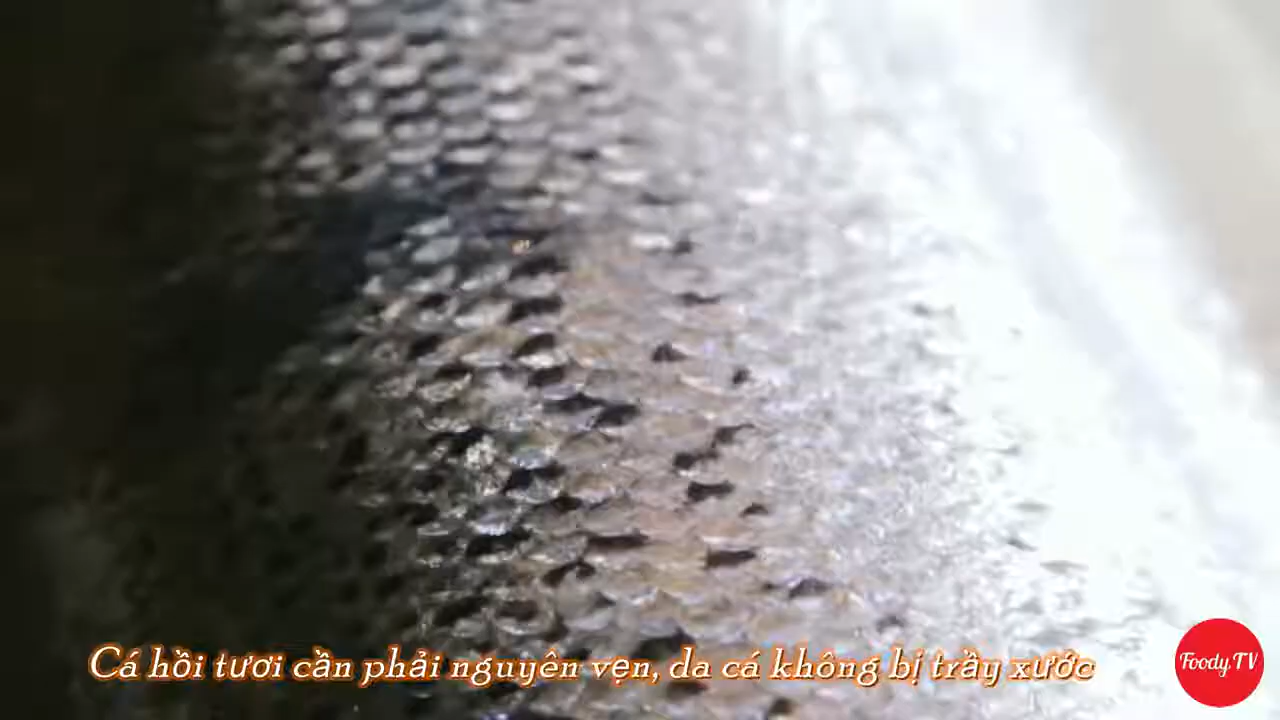 Cá hồi tươi cần phải nguyên vẹn, da cá không bị trầy xước
Foody.TV